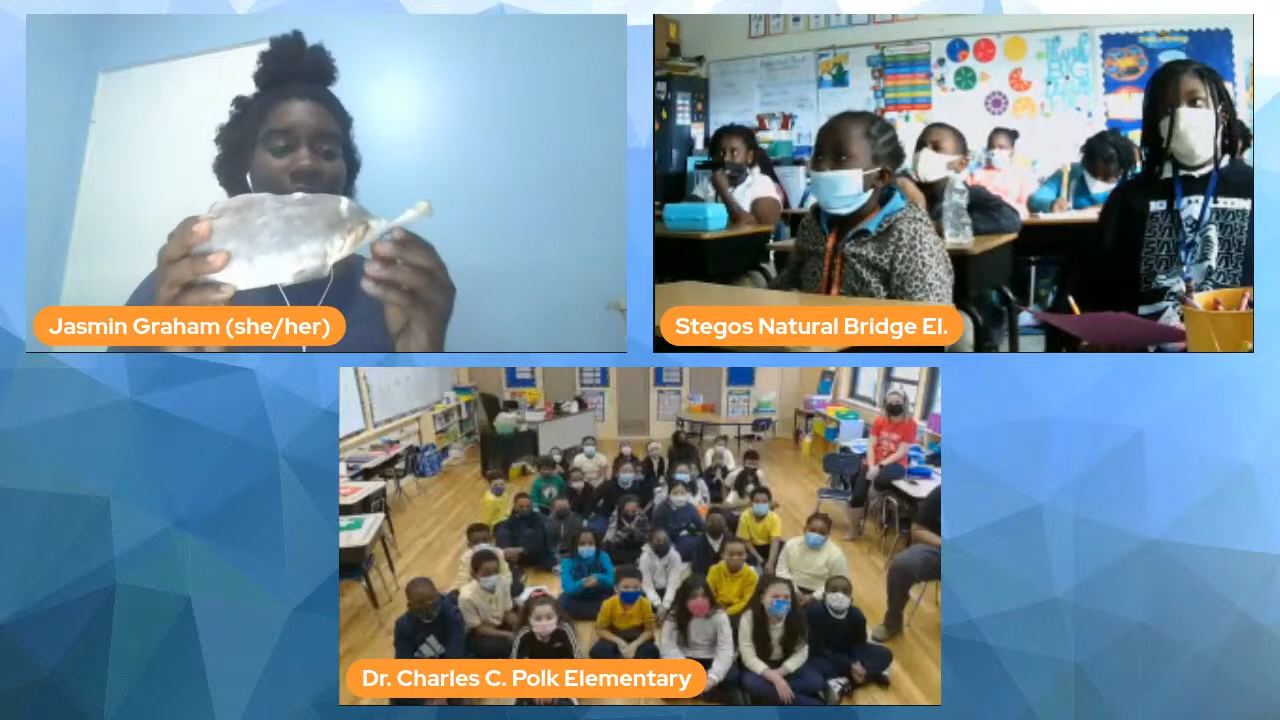 Jasmin Graham (she/her)
Stegos Natural Bridge El.
Dr. Charles C. Polk Elementary